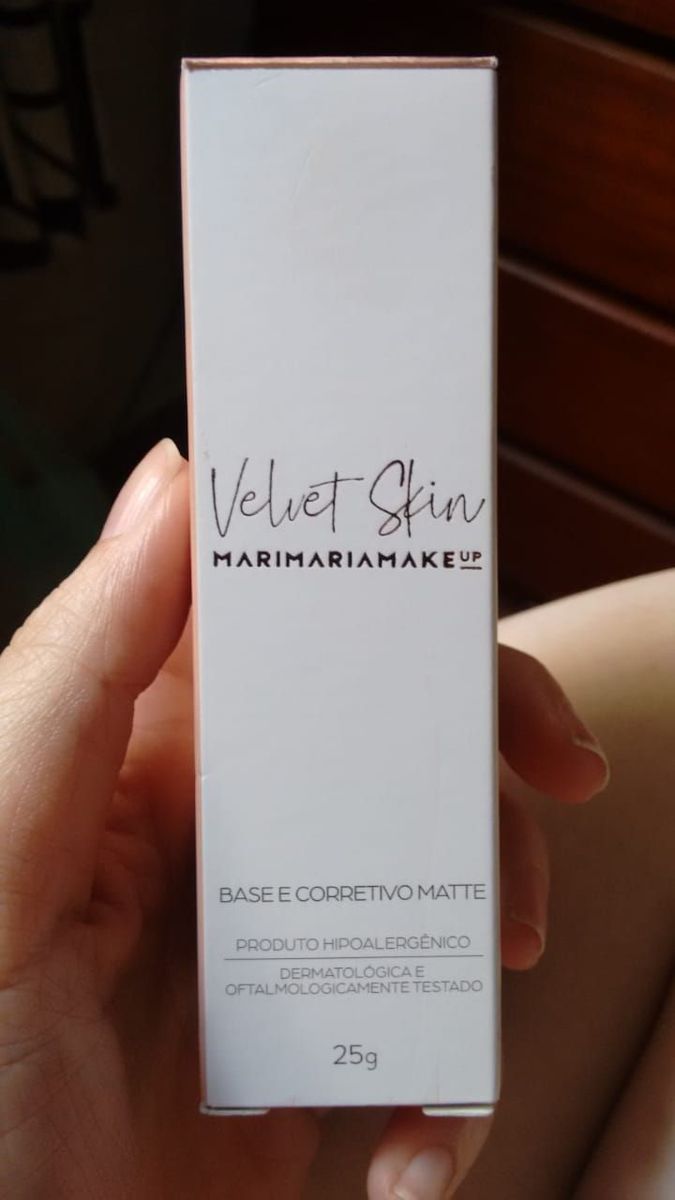 Velvet Skin
MARIMARIAMAKEUP
BASE E CORRETIVO MATTE
PRODUTO HIPOALERGÊNICO
DERMATOLÓGICA E
OFTALMOLOGICAMENTE TESTADO
25g